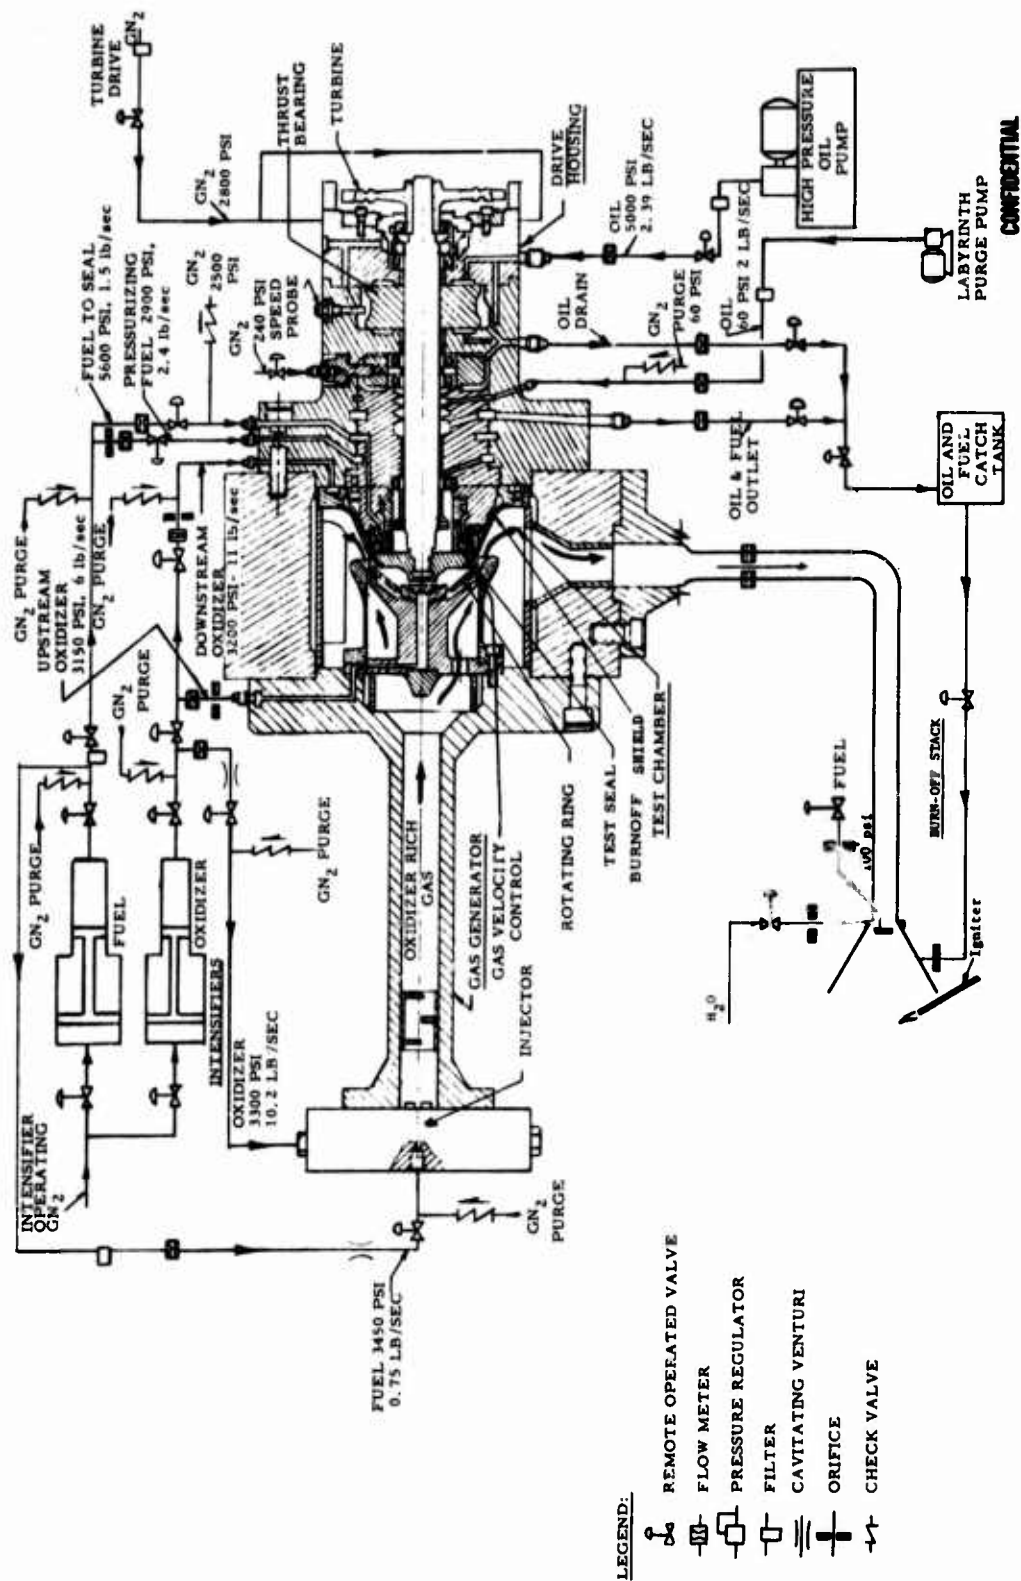 TURBINE
DRIVE
GN2
GN2
2800 PSI
THRUST
BEARING
TURBINE
DRIVE
HOUSING
FUEL TO SEAL
5600 PSI, 1.5 lb/sec
PRESSURIZING
FUEL 2900 PSI,
2.4 lb/sec
GN2
2500
PSI
GN2
240 PSI
SPEED
PROBE
OIL
5000 PSI
2.39 LB/SEC
HIGH PRESSURE
OIL
PUMP
LABYRINTH
PURGE PUMP
CONFIDENTIAL
OIL
60 PSI 2 LB/SEC
GN2
PURGE
60 PSI
OIL
DRAIN
OIL & FUEL
OUTLET
OIL AND
FUEL
CATCH
TANK
GN2 PURGE
UPSTREAM
OXIDIZER
3150 PSI, 6 lb/sec
GN2 PURGE
DOWNSTREAM
OXIDIZER
3200 PSI- 11 lb/sec
GN2
PURGE
GN2 PURGE
FUEL
OXIDIZER
INTENSIFIERS
GN2 PURGE
OXIDIZER
3300 PSI
10.2 LB/SEC
INTENSIFIER
OPERATING
GN2
OXIDIZER RICH
GAS
GAS GENERATOR
GAS VELOCITY
CONTROL
INJECTOR
ROTATING RING
TEST SEAL
BURNOFF SHIELD
TEST CHAMBER
GN2
PURGE
FUEL 3450 PSI
0.75 LB/SEC
FUEL
100 psi
BURN-OFF STACK
H2O
Igniter
LEGEND:
REMOTE OPERATED VALVE
FLOW METER
PRESSURE REGULATOR
FILTER
CAVITATING VENTURI
ORIFICE
CHECK VALVE